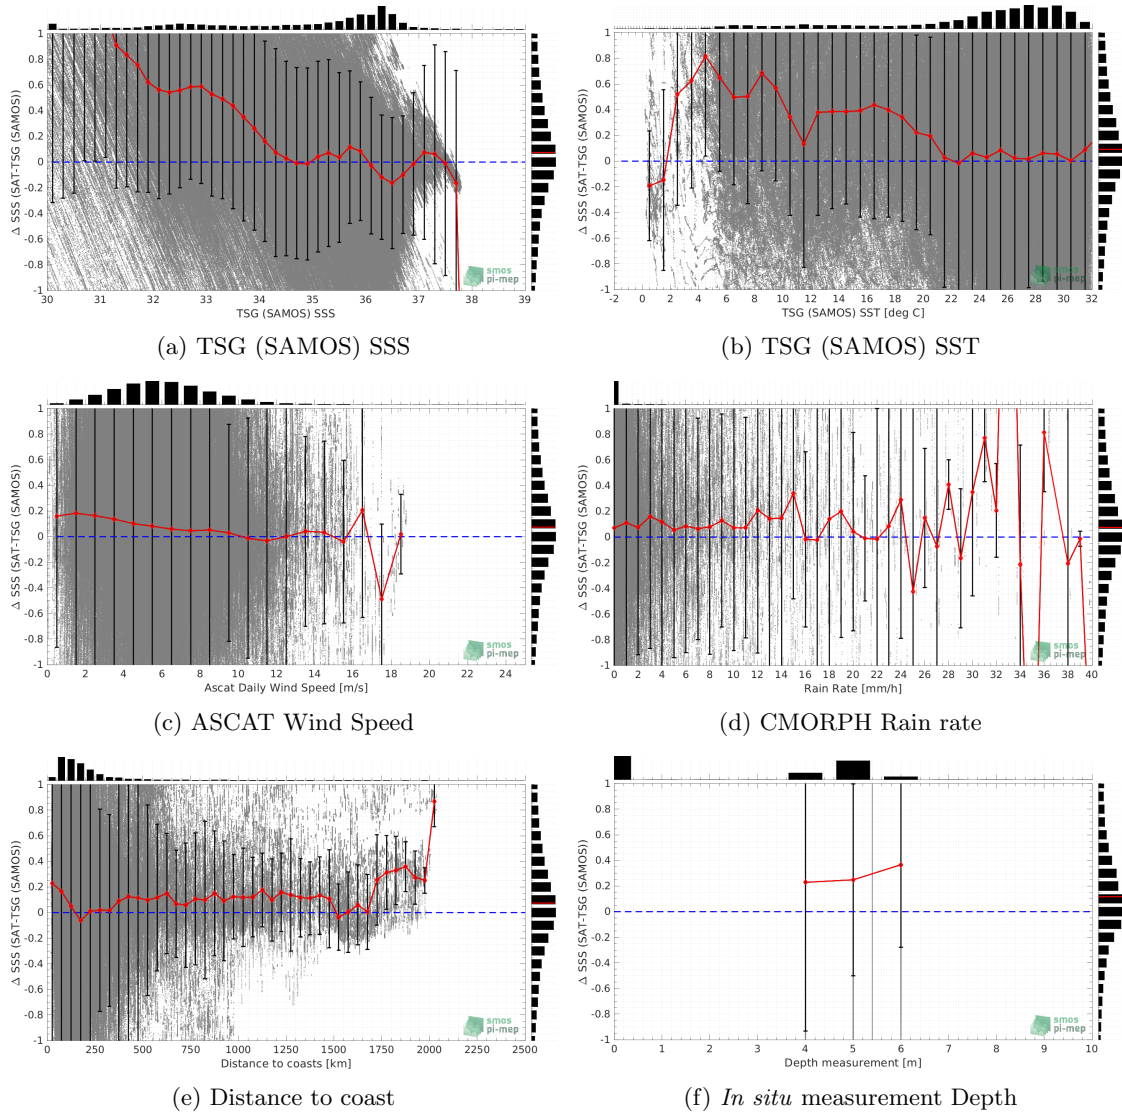 1
0.8
0.6
0.4
0.2
0
-0.2
-0.4
-0.6
-0.8
-1
Δ SSS (SAT-TSG (SAMOS))
30 31 32 33 34 35 36 37 38 39
TSG (SAMOS) SSS
smos
pi-mep
(a) TSG (SAMOS) SSS
1
0.8
0.6
0.4
0.2
0
-0.2
-0.4
-0.6
-0.8
-1
Δ SSS (SAT-TSG (SAMOS))
-2 0 2 4 6 8 10 12 14 16 18 20 22 24 26 28 30 32
TSG (SAMOS) SST [deg C]
smos
pi-mep
(b) TSG (SAMOS) SST
1
0.8
0.6
0.4
0.2
0
-0.2
-0.4
-0.6
-0.8
-1
Δ SSS (SAT-TSG (SAMOS))
0 2 4 6 8 10 12 14 16 18 20 22 24
Ascat Daily Wind Speed [m/s]
smos
pi-mep
(c) ASCAT Wind Speed
1
0.8
0.6
0.4
0.2
0
-0.2
-0.4
-0.6
-0.8
-1
Δ SSS (SAT-TSG (SAMOS))
0 2 4 6 8 10 12 14 16 18 20 22 24 26 28 30 32 34 36 38 40
Rain Rate [mm/h]
smos
pi-mep
(d) CMORPH Rain rate
1
0.8
0.6
0.4
0.2
0
-0.2
-0.4
-0.6
-0.8
-1
Δ SSS (SAT-TSG (SAMOS))
0 250 500 750 1000 1250 1500 1750 2000 2250 2500
Distance to coasts [km]
smos
pi-mep
(e) Distance to coast
1
0.8
0.6
0.4
0.2
0
-0.2
-0.4
-0.6
-0.8
-1
Δ SSS (SAT-TSG (SAMOS))
0 1 2 3 4 5 6 7 8 9 10
Depth measurement [m]
smos
pi-mep
(f) In situ measurement Depth